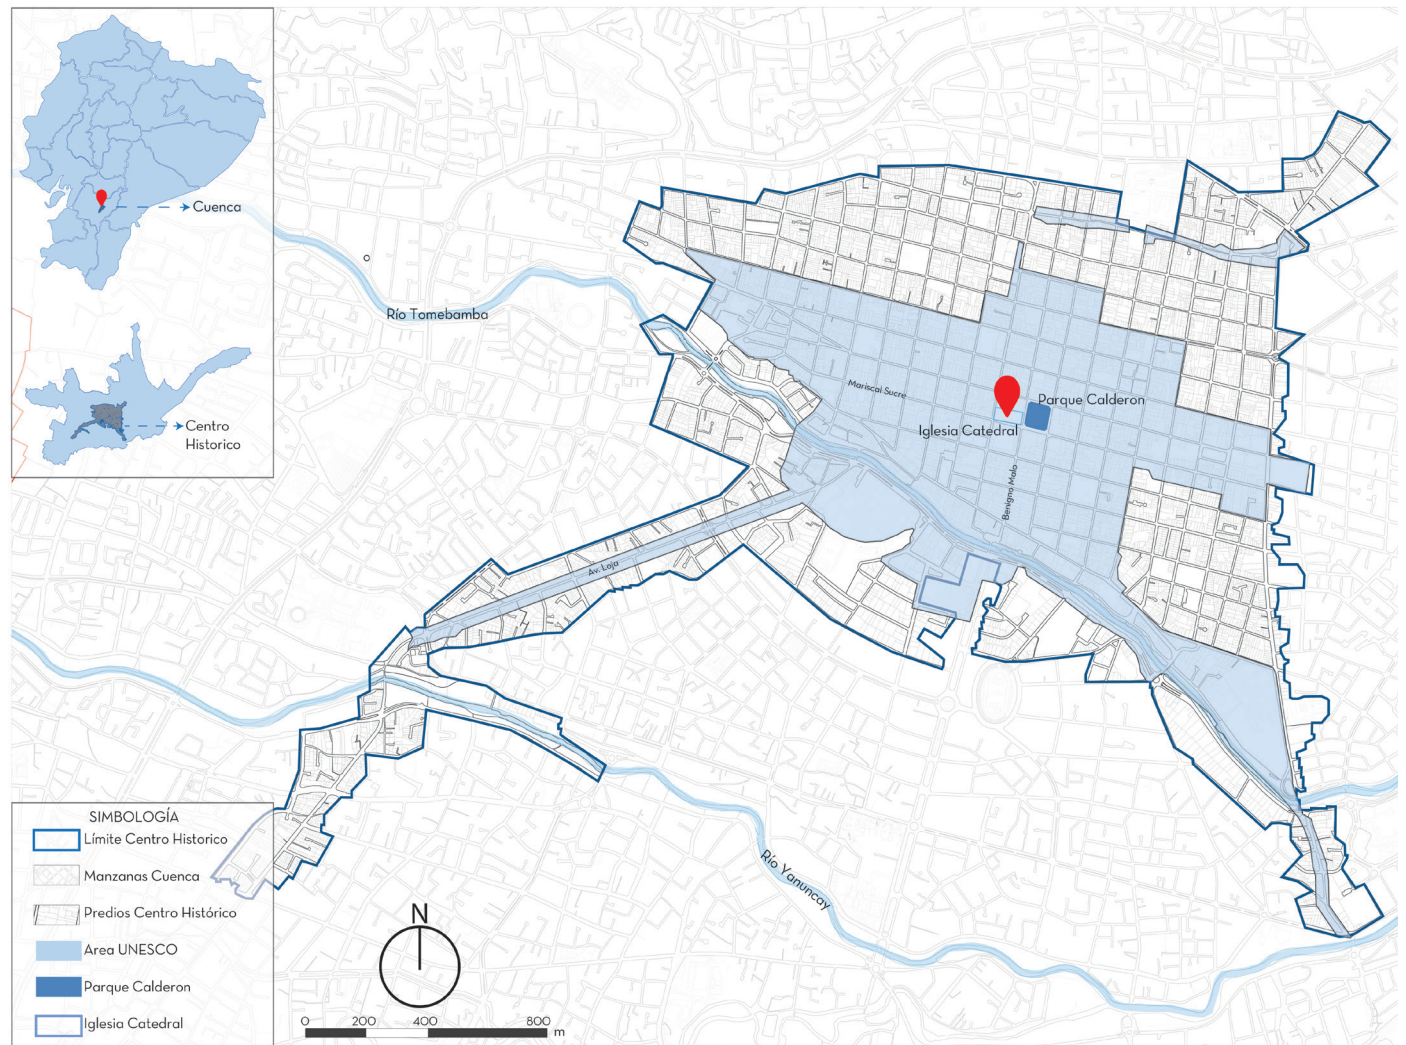 Cuenca
Centro
Historico
Río Tomebamba
Mariscal Sucre
Parque Calderon
Iglesia Catedral
Benigno Malo
Av. Loja
Río Yanuncay
SIMBOLOGÍA
Límite Centro Historico
Manzanas Cuenca
Predios Centro Histórico
Area UNESCO
Parque Calderon
Iglesia Catedral
N
0 200 400 800 m